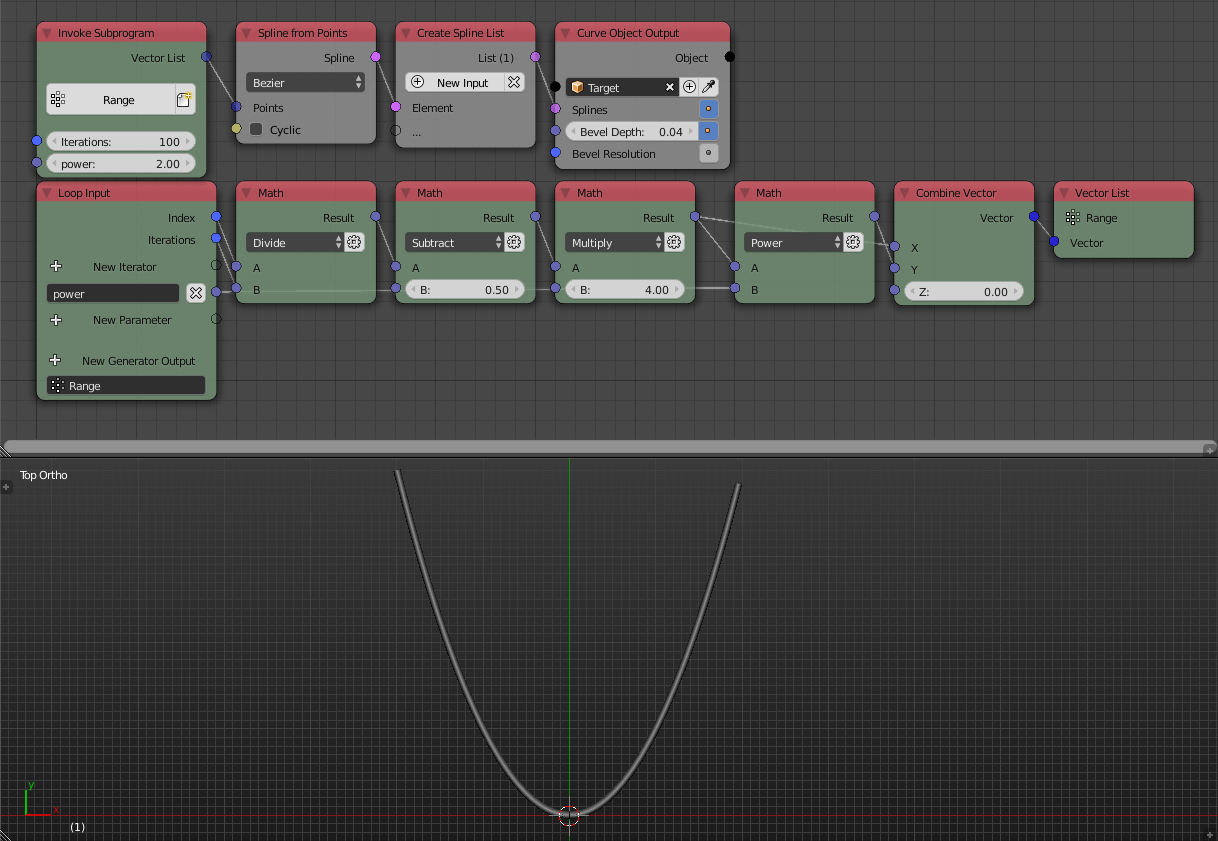 Invoke Subprogram
Vector List
Range
Iterations: 100
power: 2.00
Spline from Points
Spline
Bezier
Points
Cyclic
Create Spline List
List (1)
New Input
Element
...
Curve Object Output
Object
Target
Splines
Bevel Depth: 0.04
Bevel Resolution
Loop Input
Index
Iterations
New Iterator
power
New Parameter
New Generator Output
Range
Math
Result
Divide
A
B
Math
Result
Subtract
A
B: 0.50
Math
Result
Multiply
A
B: 4.00
Math
Result
Power
A
B
Combine Vector
Vector
X
Y
Z: 0.00
Vector List
Range
Vector
Top Ortho
y
x
(1)